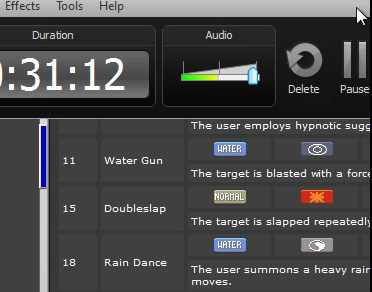 Effects Tools Help
Duration
Audio
:31:12
Delete
Pause
The user employs hypnotic sugg
11 Water Gun WATER
The target is blasted with a force
15 Doubleslap NORMAL
The target is slapped repeatedly
18 Rain Dance WATER
The user summons a heavy rain
moves.